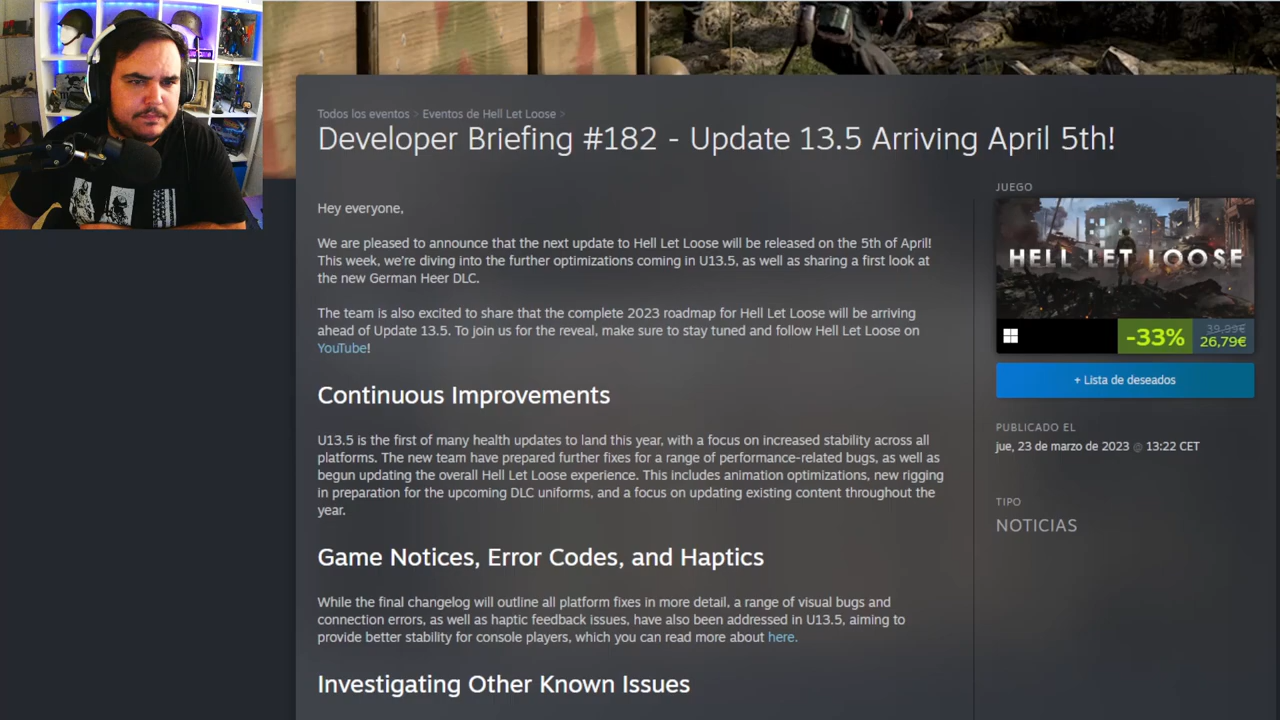 Todos los eventos > Eventos de Hell Let Loose >
Developer Briefing #182 - Update 13.5 Arriving April 5th!
Hey everyone,
We are pleased to announce that the next update to Hell Let Loose will be released on the 5th of April!
This week, we're diving into the further optimizations coming in U13.5, as well as sharing a first look at
the new German Heer DLC.
The team is also excited to share that the complete 2023 roadmap for Hell Let Loose will be arriving
ahead of Update 13.5. To join us for the reveal, make sure to stay tuned and follow Hell Let Loose on
YouTube!
Continuous Improvements
U13.5 is the first of many health updates to land this year, with a focus on increased stability across all
platforms. The new team have prepared further fixes for a range of performance-related bugs, as well as
begun updating the overall Hell Let Loose experience. This includes animation optimizations, new rigging
in preparation for the upcoming DLC uniforms, and a focus on updating existing content throughout the
year.
Game Notices, Error Codes, and Haptics
While the final changelog will outline all platform fixes in more detail, a range of visual bugs and
connection errors, as well as haptic feedback issues, have also been addressed in U13.5, aiming to
provide better stability for console players, which you can read more about here.
Investigating Other Known Issues
JUEGO
HELL LET LOOSE
-33%
39,99€
26,79€
+ Lista de deseados
PUBLICADO EL
jue, 23 de marzo de 2023 @ 13:22 CET
TIPO
NOTICIAS